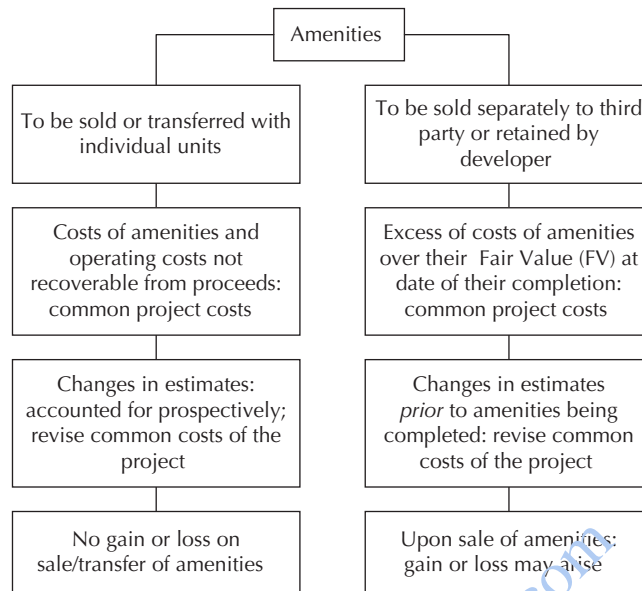 Amenities
To be sold or transferred with
individual units
To be sold separately to third
party or retained by
developer
Costs of amenities and
operating costs not
recoverable from proceeds:
common project costs
Excess of costs of amenities
over their Fair Value (FV) at
date of their completion:
common project costs
Changes in estimates:
accounted for prospectively;
revise common costs of the
project
Changes in estimates
prior to amenities being
completed: revise common
costs of the project
No gain or loss on
sale/transfer of amenities
Upon sale of amenities:
gain or loss may arise
com